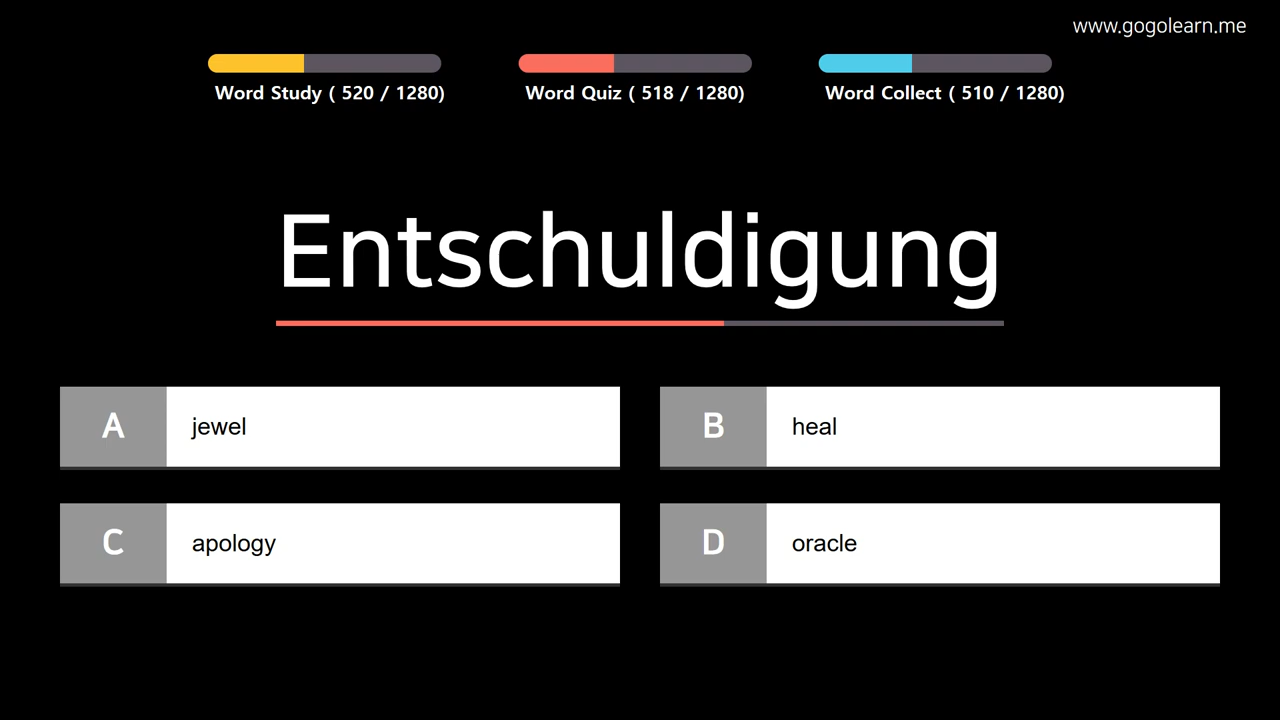 www.gogolearn.me
Word Study ( 520 / 1280)
Word Quiz ( 518 / 1280)
Word Collect ( 510 / 1280)
Entschuldigung
A jewel
B heal
C apology
D oracle